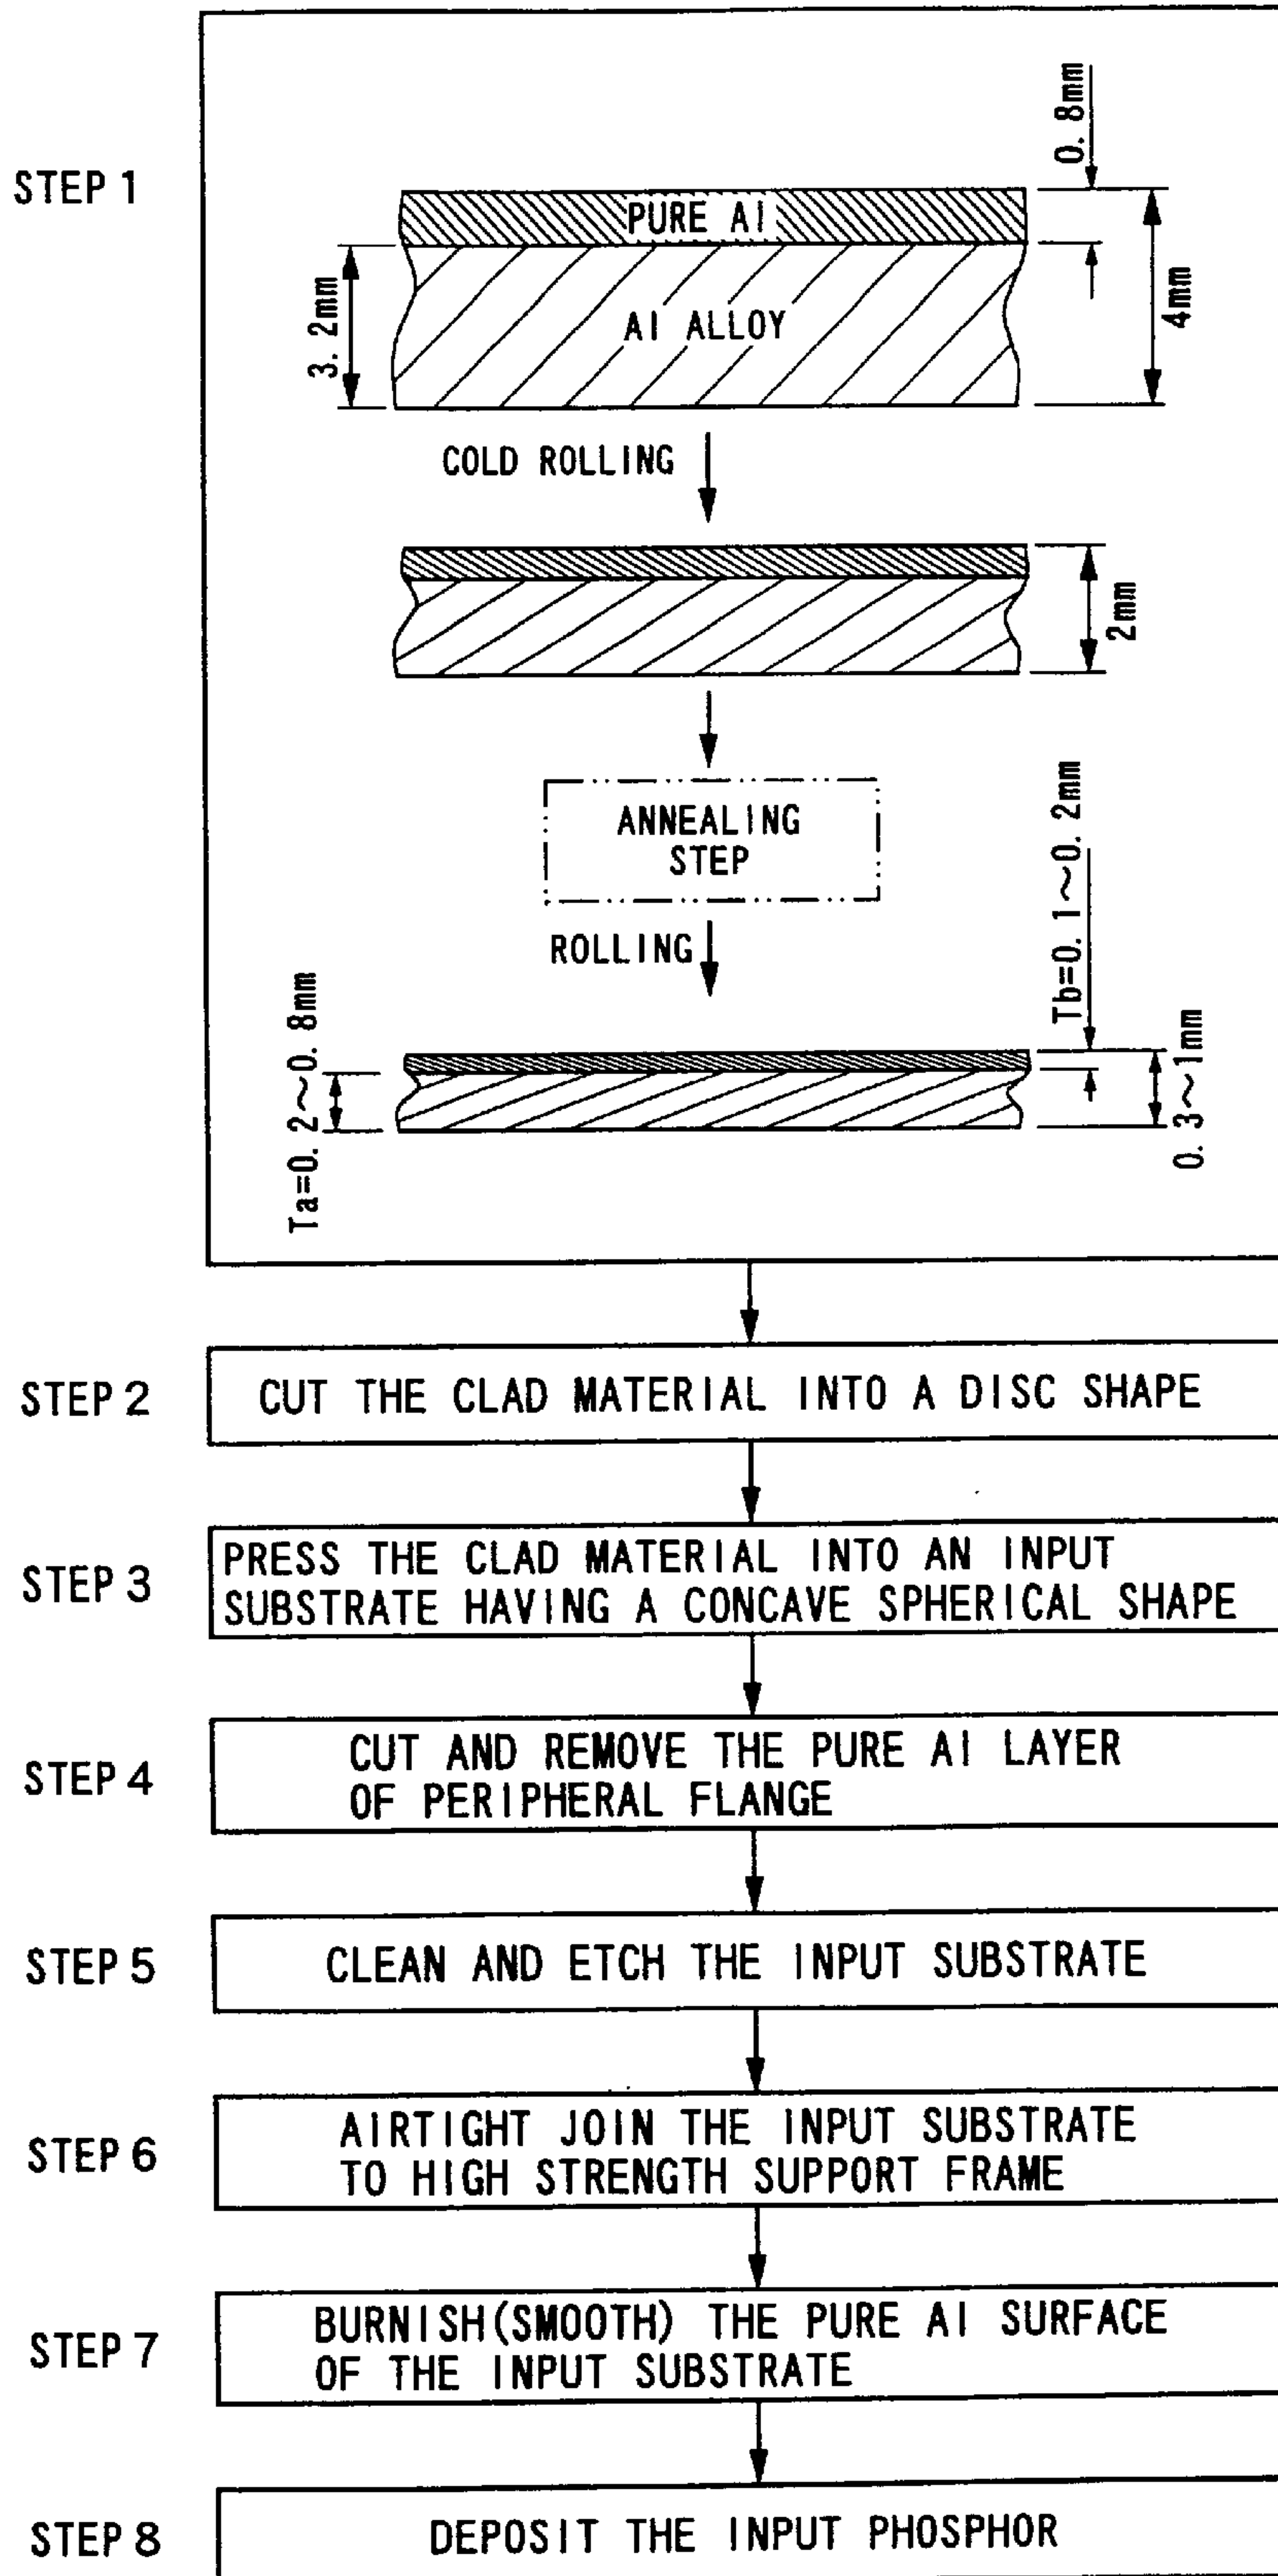 STEP 1
0. 8mm
PURE Al
3. 2mm
Al ALLOY
4mm
COLD ROLLING
2mm
ANNEALING
STEP
Tb=0. 1~0. 2mm
ROLLING
Ta=0. 2~0. 8mm
0. 3~1mm
STEP 2
CUT THE CLAD MATERIAL INTO A DISC SHAPE
STEP 3
PRESS THE CLAD MATERIAL INTO AN INPUT
SUBSTRATE HAVING A CONCAVE SPHERICAL SHAPE
STEP 4
CUT AND REMOVE THE PURE Al LAYER
OF PERIPHERAL FLANGE
STEP 5
CLEAN AND ETCH THE INPUT SUBSTRATE
STEP 6
AIRTIGHT JOIN THE INPUT SUBSTRATE
TO HIGH STRENGTH SUPPORT FRAME
STEP 7
BURNISH(SMOOTH) THE PURE Al SURFACE
OF THE INPUT SUBSTRATE
STEP 8
DEPOSIT THE INPUT PHOSPHOR